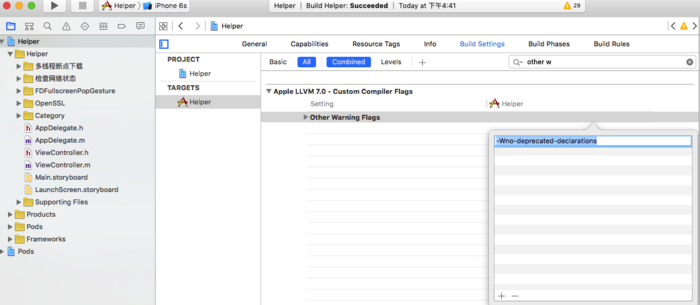 Helper
iPhone 6s
Helper | Build Helper: Succeeded | Today at 下午4:41
29
Helper
Helper
Helper
多线程断点下载
检查网络状态
FDFullscreenPopGesture
OpenSSL
Category
h AppDelegate.h
m AppDelegate.m
h ViewController.h
m ViewController.m
Main.storyboard
LaunchScreen.storyboard
Supporting Files
Products
Pods
Frameworks
Pods
General
Capabilities
Resource Tags
Info
Build Settings
Build Phases
Build Rules
PROJECT
Helper
TARGETS
Helper
Basic
All
Combined
Levels
+
other w
Apple LLVM 7.0 - Custom Compiler Flags
Setting
Helper
Other Warning Flags
-Wno-deprecated-declarations
+ −